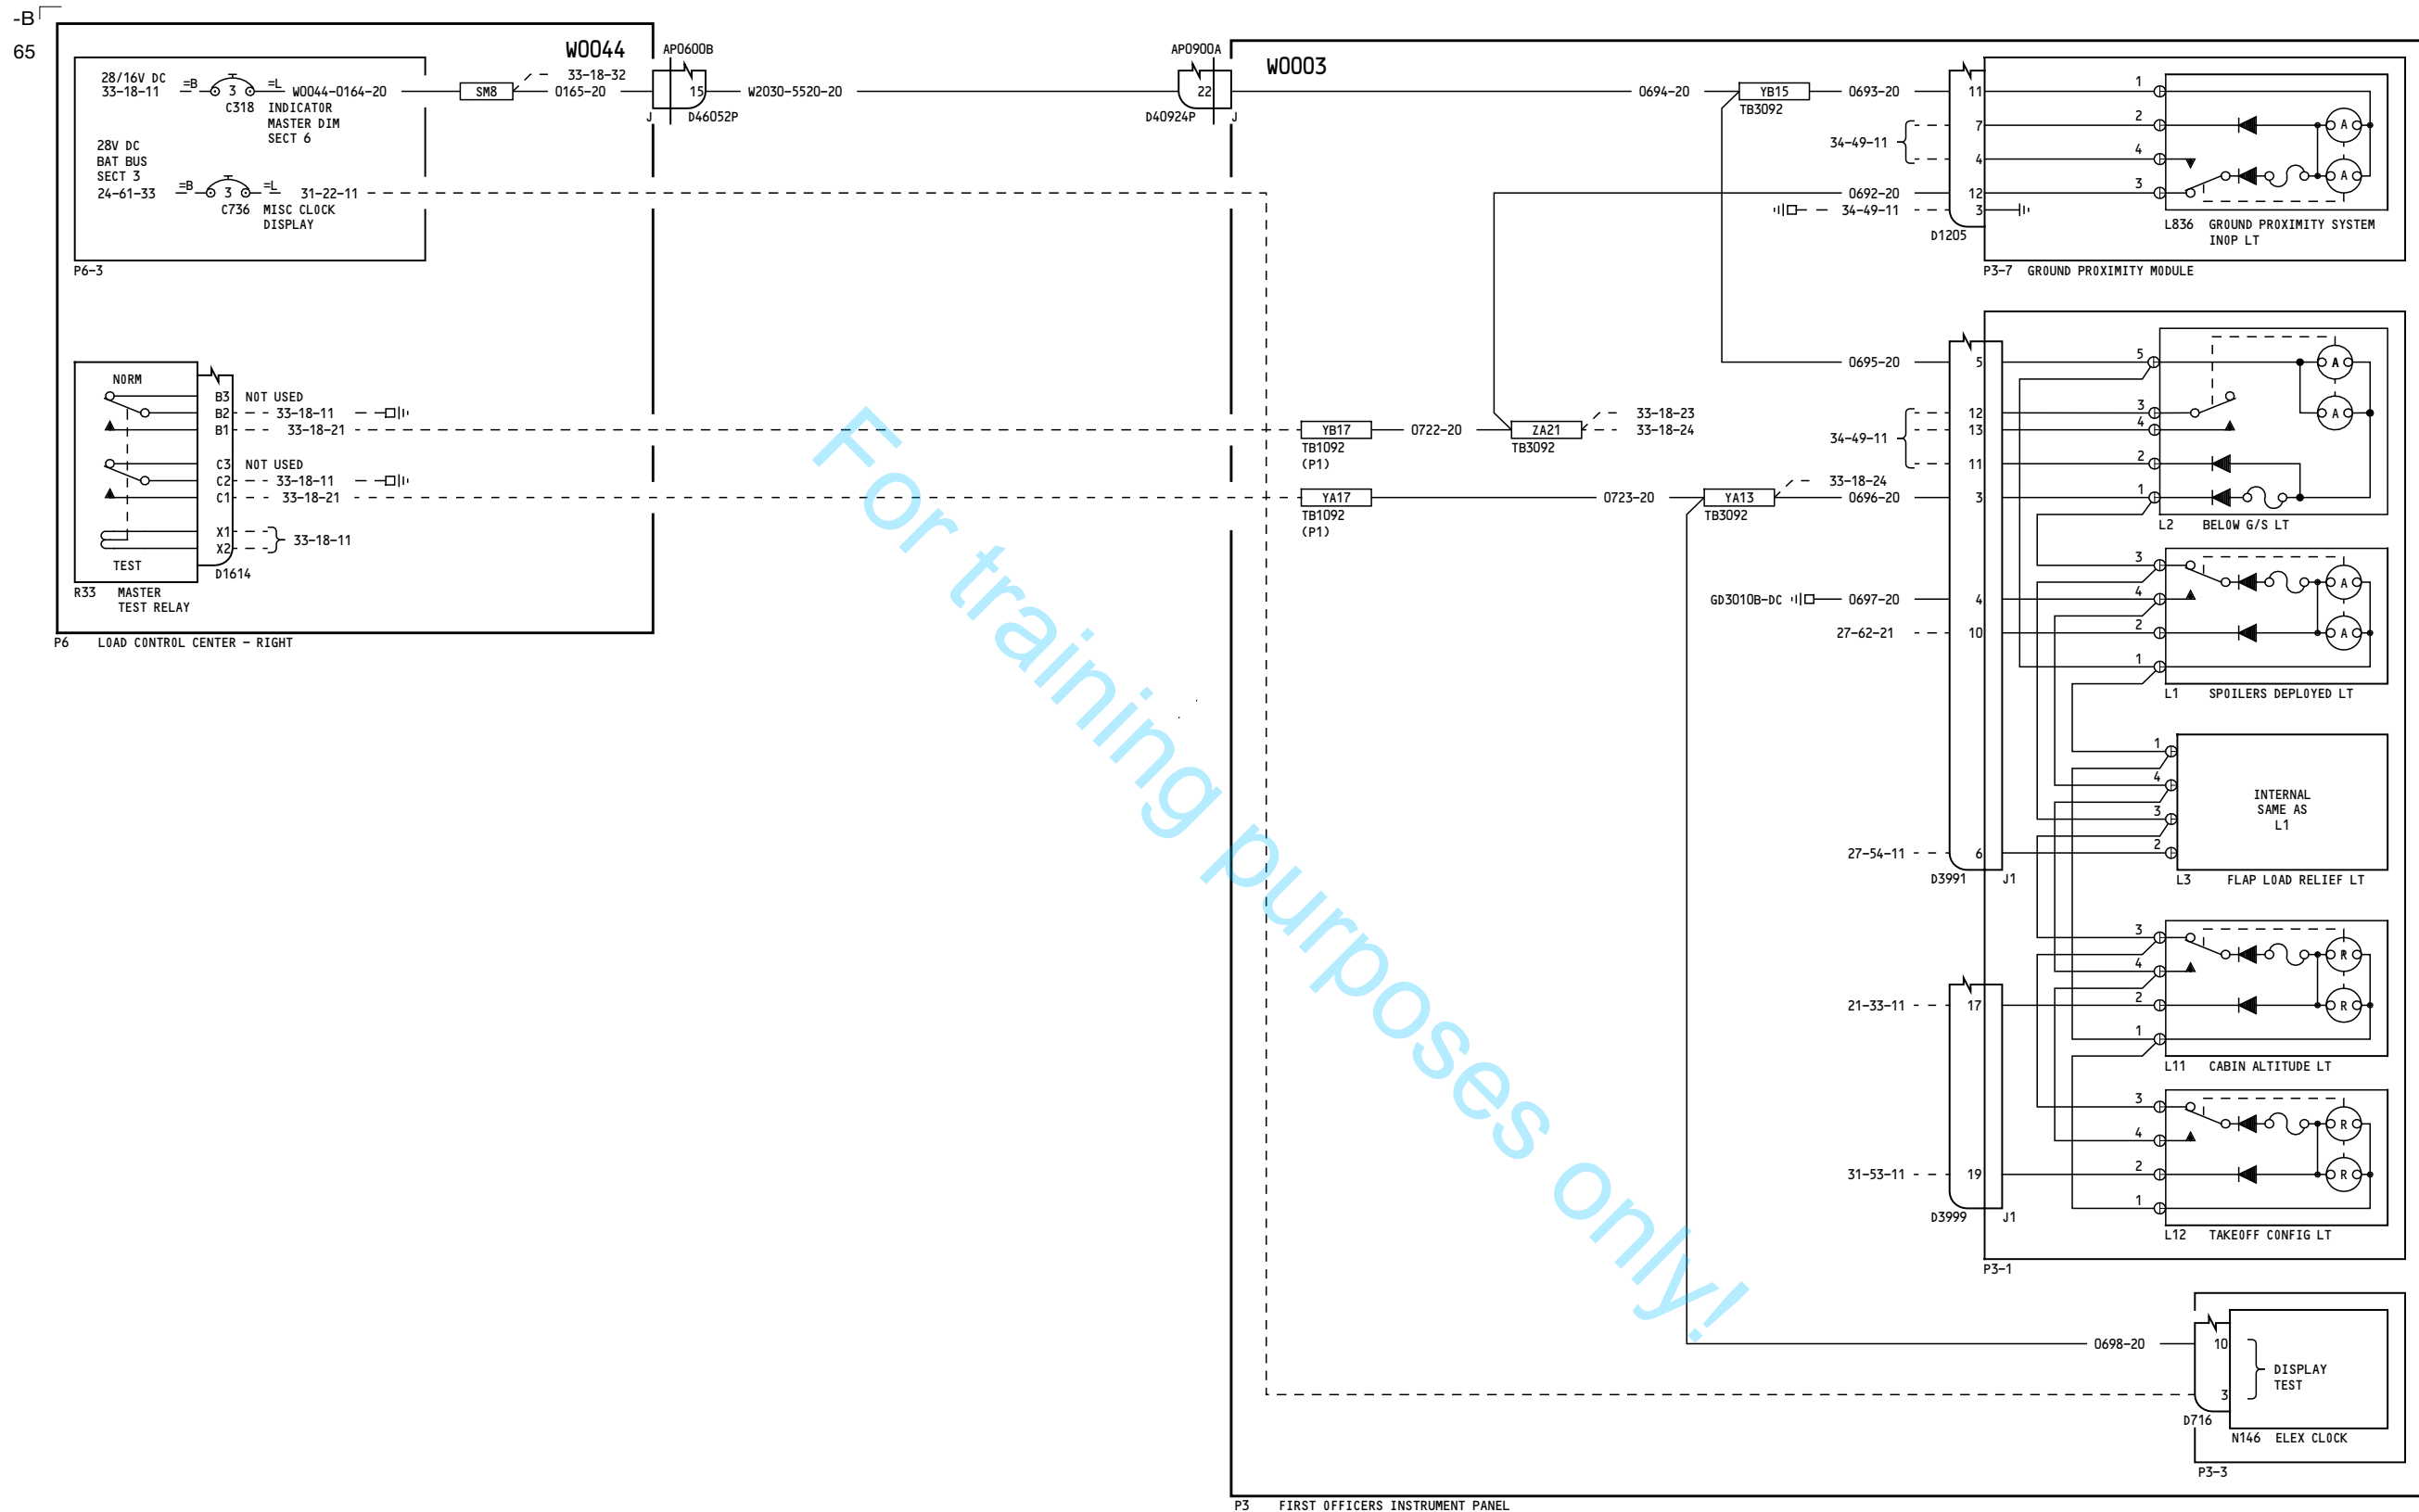 -B
65
W0044
28/16V DC
33-18-11
=B
3
=L
C318
INDICATOR
MASTER DIM
SECT 6
W0044-0164-20
SM8
33-18-32
0165-20
AP0600B
15
J
D46052P
W2030-5520-20
AP0900A
22
D40924P
J
W0003
28V DC
BAT BUS
SECT 3
24-61-33
=B
3
=L
C736
MISC CLOCK
DISPLAY
31-22-11
P6-3
NORM
B3 NOT USED
B2 33-18-11
B1 33-18-21
C3 NOT USED
C2 33-18-11
C1 33-18-21
X1
X2
33-18-11
TEST
D1614
R33 MASTER
TEST RELAY
P6 LOAD CONTROL CENTER - RIGHT
0694-20
YB15
TB3092
0693-20
11
7
34-49-11
4
0692-20
12
34-49-11
3
D1205
1
2
4
3
A
A
L836 GROUND PROXIMITY SYSTEM
INOP LT
P3-7 GROUND PROXIMITY MODULE
0695-20
5
YB17
TB1092
(P1)
0722-20
ZA21
TB3092
33-18-23
33-18-24
YA17
TB1092
(P1)
0723-20
YA13
TB3092
33-18-24
0696-20
34-49-11
12
13
11
3
5
3
4
2
1
A
A
L2 BELOW G/S LT
GD3010B-DC
0697-20
4
27-62-21
10
3
4
2
1
A
A
L1 SPOILERS DEPLOYED LT
1
4
3
2
INTERNAL
SAME AS
L1
27-54-11
6
D3991
J1
L3 FLAP LOAD RELIEF LT
3
4
2
1
R
R
21-33-11
17
L11 CABIN ALTITUDE LT
3
4
2
1
R
R
31-53-11
19
D3999
J1
L12 TAKEOFF CONFIG LT
P3-1
0698-20
10
3
DISPLAY
TEST
D716
N146 ELEX CLOCK
P3-3
P3 FIRST OFFICERS INSTRUMENT PANEL
For training purposes only!